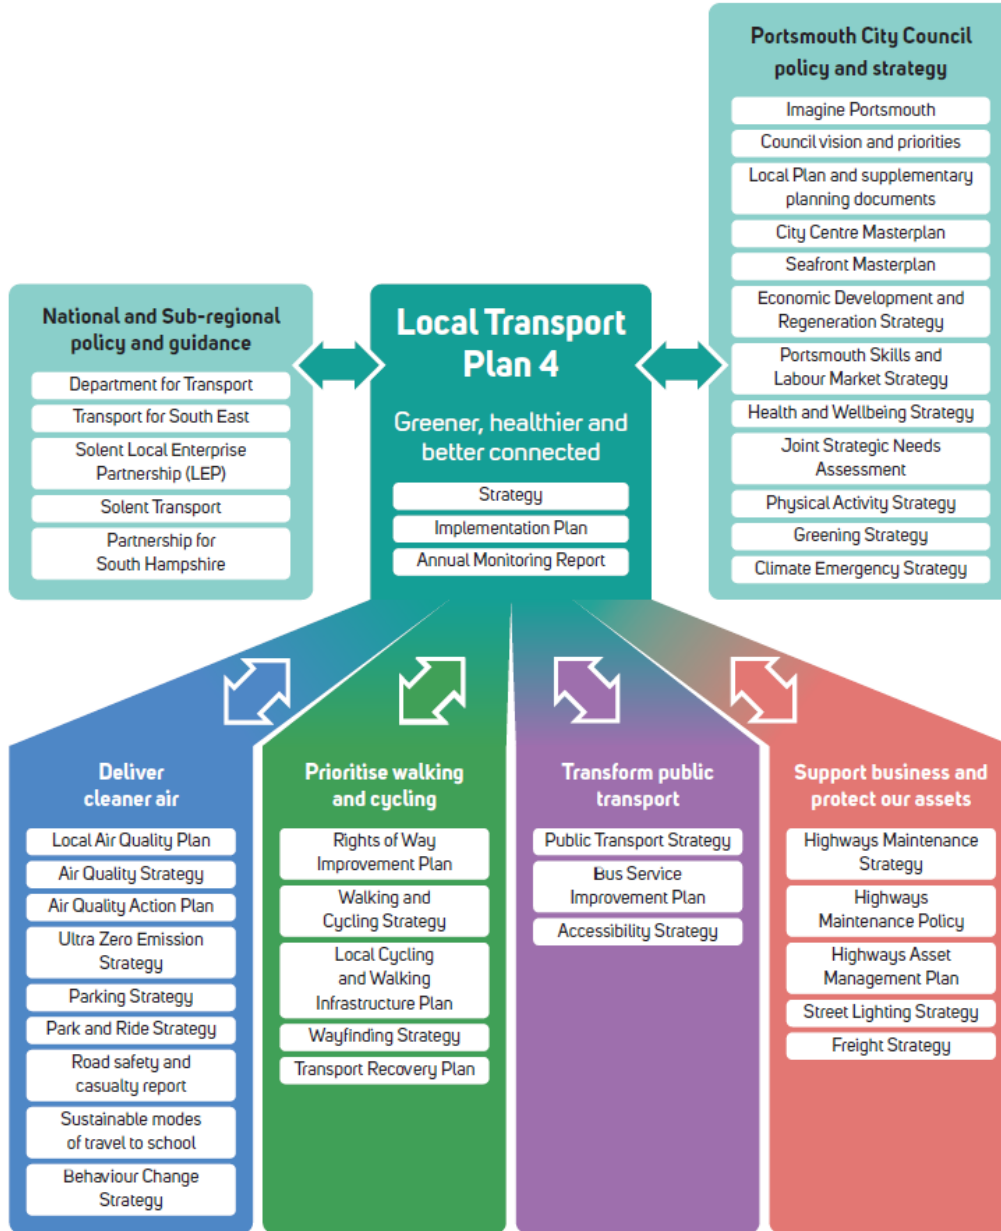 Portsmouth City Council
policy and strategy
Imagine Portsmouth
Council vision and priorities
Local Plan and supplementary
planning documents
City Centre Masterplan
Seafront Masterplan
Economic Development and
Regeneration Strategy
Portsmouth Skills and
Labour Market Strategy
Health and Wellbeing Strategy
Joint Strategic Needs
Assessment
Physical Activity Strategy
Greening Strategy
Climate Emergency Strategy
National and Sub-regional
policy and guidance
Department for Transport
Transport for South East
Solent Local Enterprise
Partnership (LEP)
Solent Transport
Partnership for
South Hampshire
Local Transport
Plan 4
Greener, healthier and
better connected
Strategy
Implementation Plan
Annual Monitoring Report
Deliver
cleaner air
Local Air Quality Plan
Air Quality Strategy
Air Quality Action Plan
Ultra Zero Emission
Strategy
Parking Strategy
Park and Ride Strategy
Road safety and
casualty report
Sustainable modes
of travel to school
Behaviour Change
Strategy
Prioritise walking
and cycling
Rights of Way
Improvement Plan
Walking and
Cycling Strategy
Local Cycling
and Walking
Infrastructure Plan
Wayfinding Strategy
Transport Recovery Plan
Transform public
transport
Public Transport Strategy
Bus Service
Improvement Plan
Accessibility Strategy
Support business and
protect our assets
Highways Maintenance
Strategy
Highways
Maintenance Policy
Highways Asset
Management Plan
Street Lighting Strategy
Freight Strategy